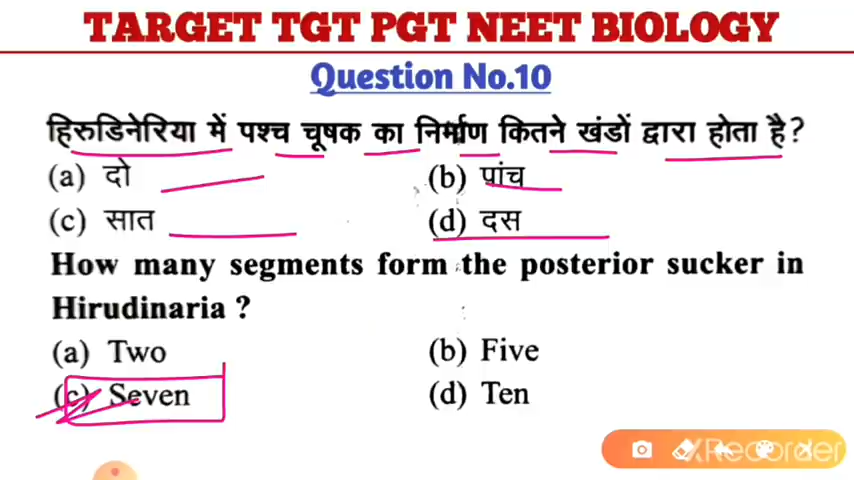 TARGET TGT PGT NEET BIOLOGY
Question No.10
हिरुडिनेरिया में पश्च चूषक का निर्माण कितने खंडों द्वारा होता है?
(a) दो (b) पांच
(c) सात (d) दस
How many segments form the posterior sucker in
Hirudinaria ?
(a) Two (b) Five
(c) Seven (d) Ten
XRecorder